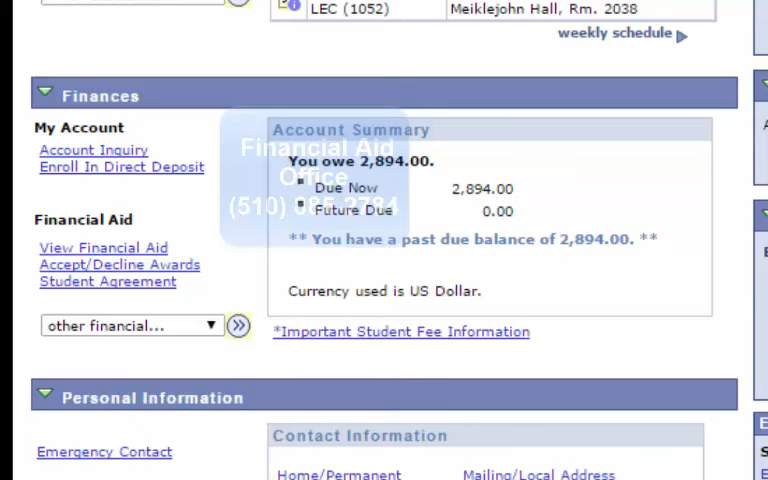 LEC (1052)
Meiklejohn Hall, Rm. 2038
weekly schedule
Finances
My Account
Account Inquiry
Enroll In Direct Deposit
Financial Aid
View Financial Aid
Accept/Decline Awards
Student Agreement
other financial...
Account Summary
You owe 2,894.00.
Due Now 2,894.00
Future Due 0.00
** You have a past due balance of 2,894.00. **
Currency used is US Dollar.
*Important Student Fee Information
Financial Aid
Office
Personal Information
Emergency Contact
Contact Information
Home/Permanent
Mailing/Local Address